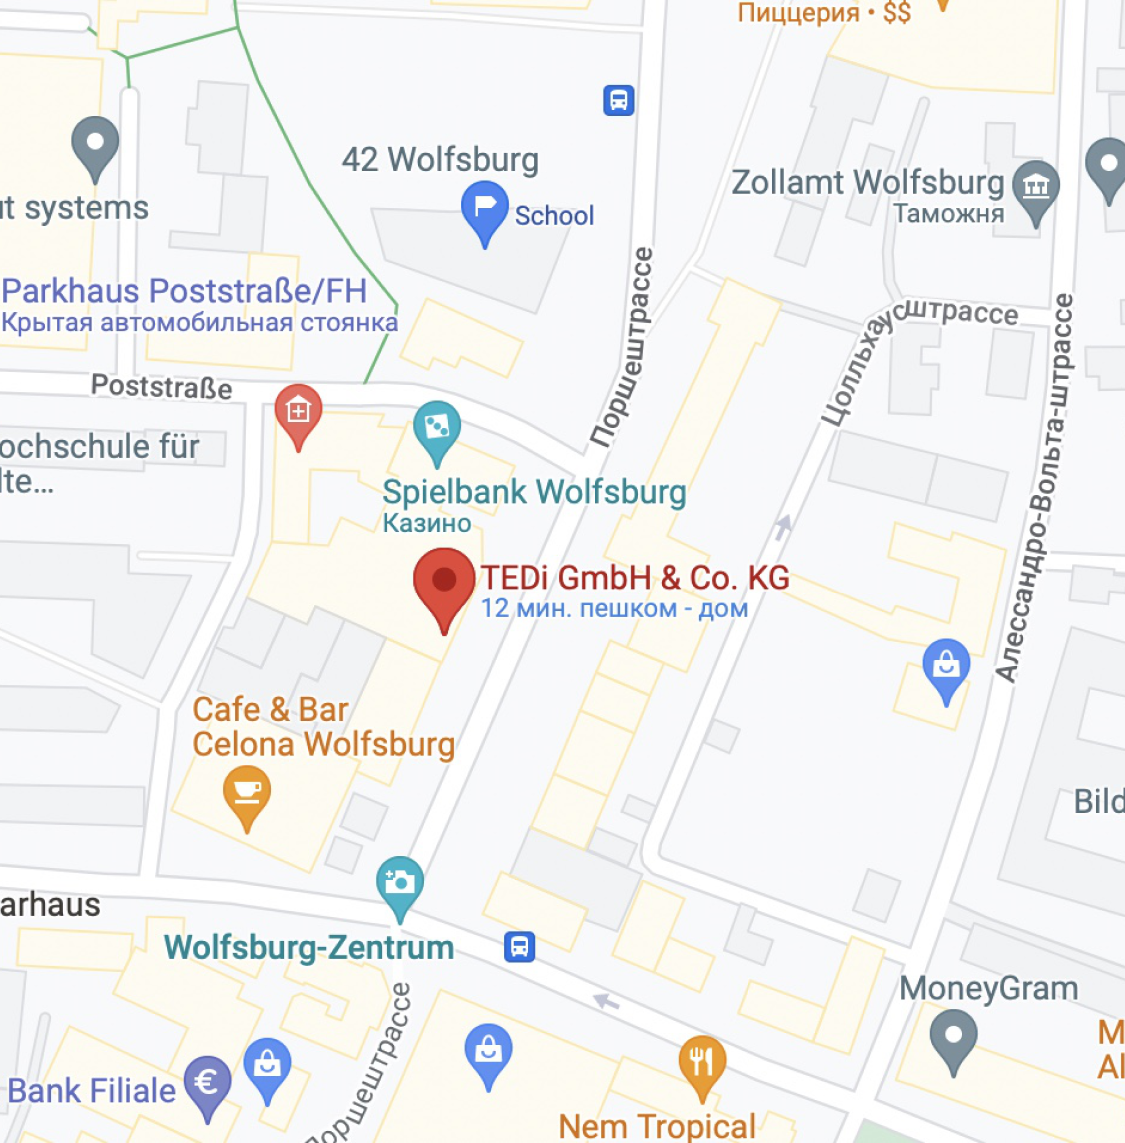 Пиццерия • $$
42 Wolfsburg
School
Zollamt Wolfsburg
Таможня
systems
Parkhaus Poststraße/FH
Крытая автомобильная стоянка
Поршештрасse
Цолльхаусштрассе
Алессандро-Вольта-штрассе
Poststraße
ochschule für
lte...
Spielbank Wolfsburg
Казино
TEDi GmbH & Co. KG
12 мин. пешком - дом
Cafe & Bar
Celona Wolfsburg
Bild
arhaus
Wolfsburg-Zentrum
MoneyGram
Поршештрассе
Bank Filiale
€
M
Al
Nem Tropical